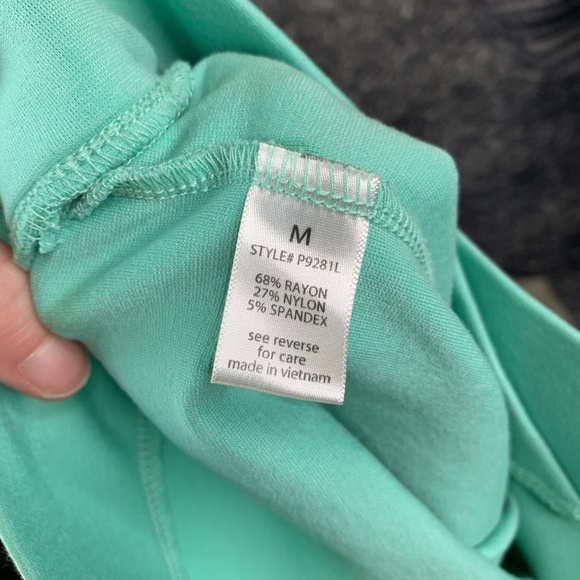 M
STYLE# P9281L
68% RAYON
27% NYLON
5% SPANDEX
see reverse
for care
made in vietnam